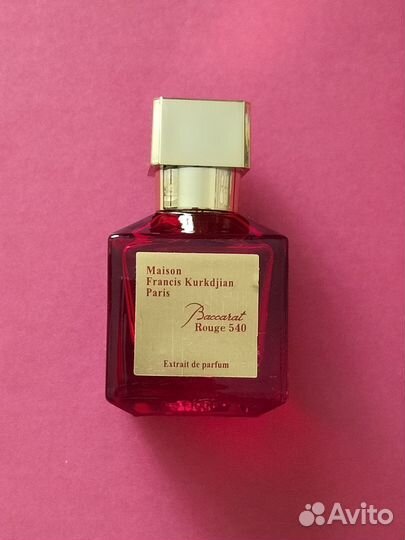 Maison
Francis Kurkdjian
Paris
Baccarat
Rouge 540
Extrait de parfum
Avito